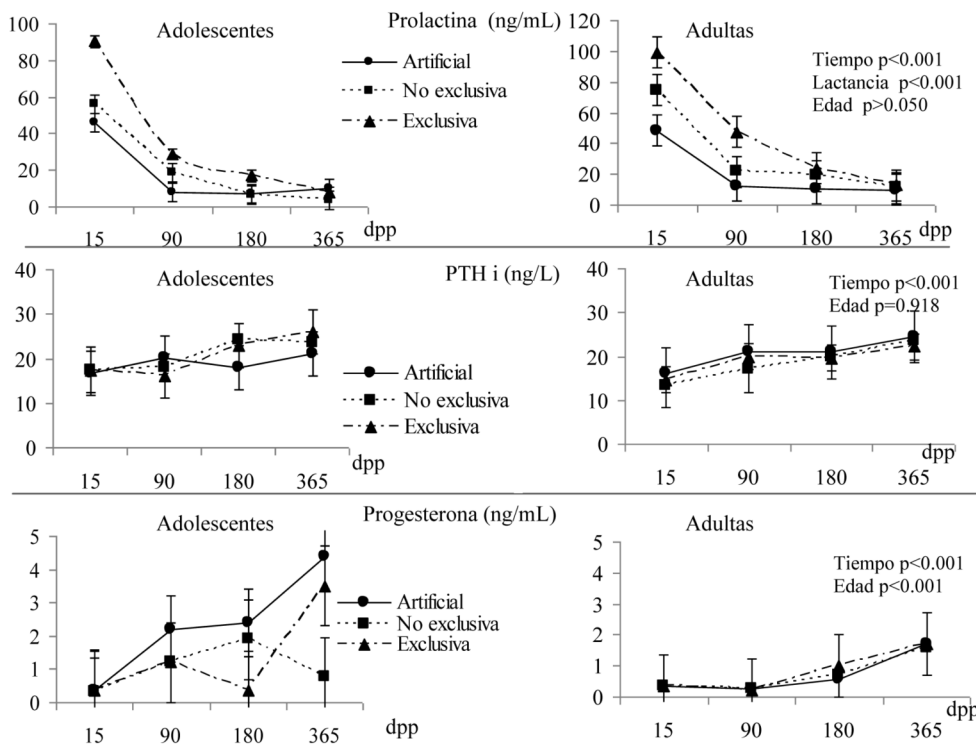 Prolactina (ng/mL)
Adolescentes
Adultas
100
80
60
40
20
0
15 90 180 365
dpp
Artificial
No exclusiva
Exclusiva
120
100
80
60
40
20
0
15 90 180 365
dpp
Tiempo p<0.001
Lactancia p<0.001
Edad p>0.050
PTH i (ng/L)
Adolescentes
Adultas
40
30
20
10
0
15 90 180 365
dpp
Artificial
No exclusiva
Exclusiva
40
30
20
10
0
15 90 180 365
dpp
Tiempo p<0.001
Edad p=0.918
Progesterona (ng/mL)
Adolescentes
Adultas
5
4
3
2
1
0
15 90 180 365
dpp
Artificial
No exclusiva
Exclusiva
5
4
3
2
1
0
15 90 180 365
dpp
Tiempo p<0.001
Edad p<0.001